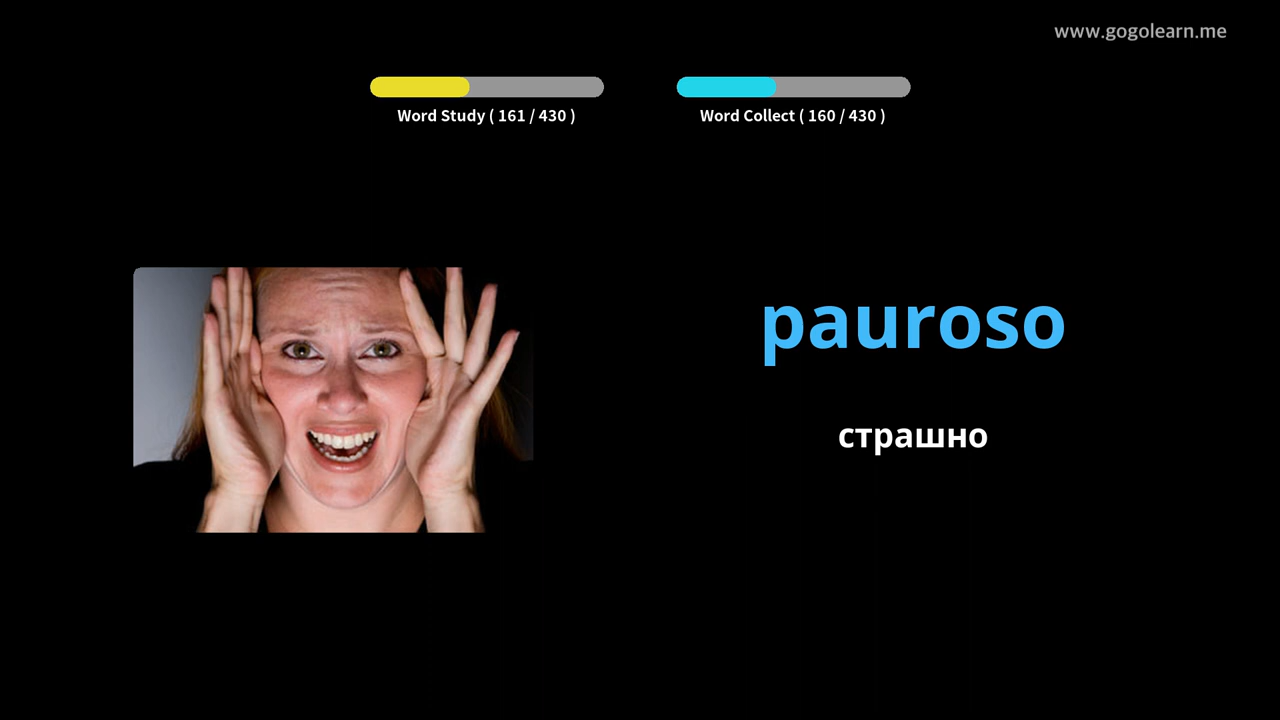 www.gogolearn.me
Word Study ( 161 / 430 )
Word Collect ( 160 / 430 )
pauroso
страшно